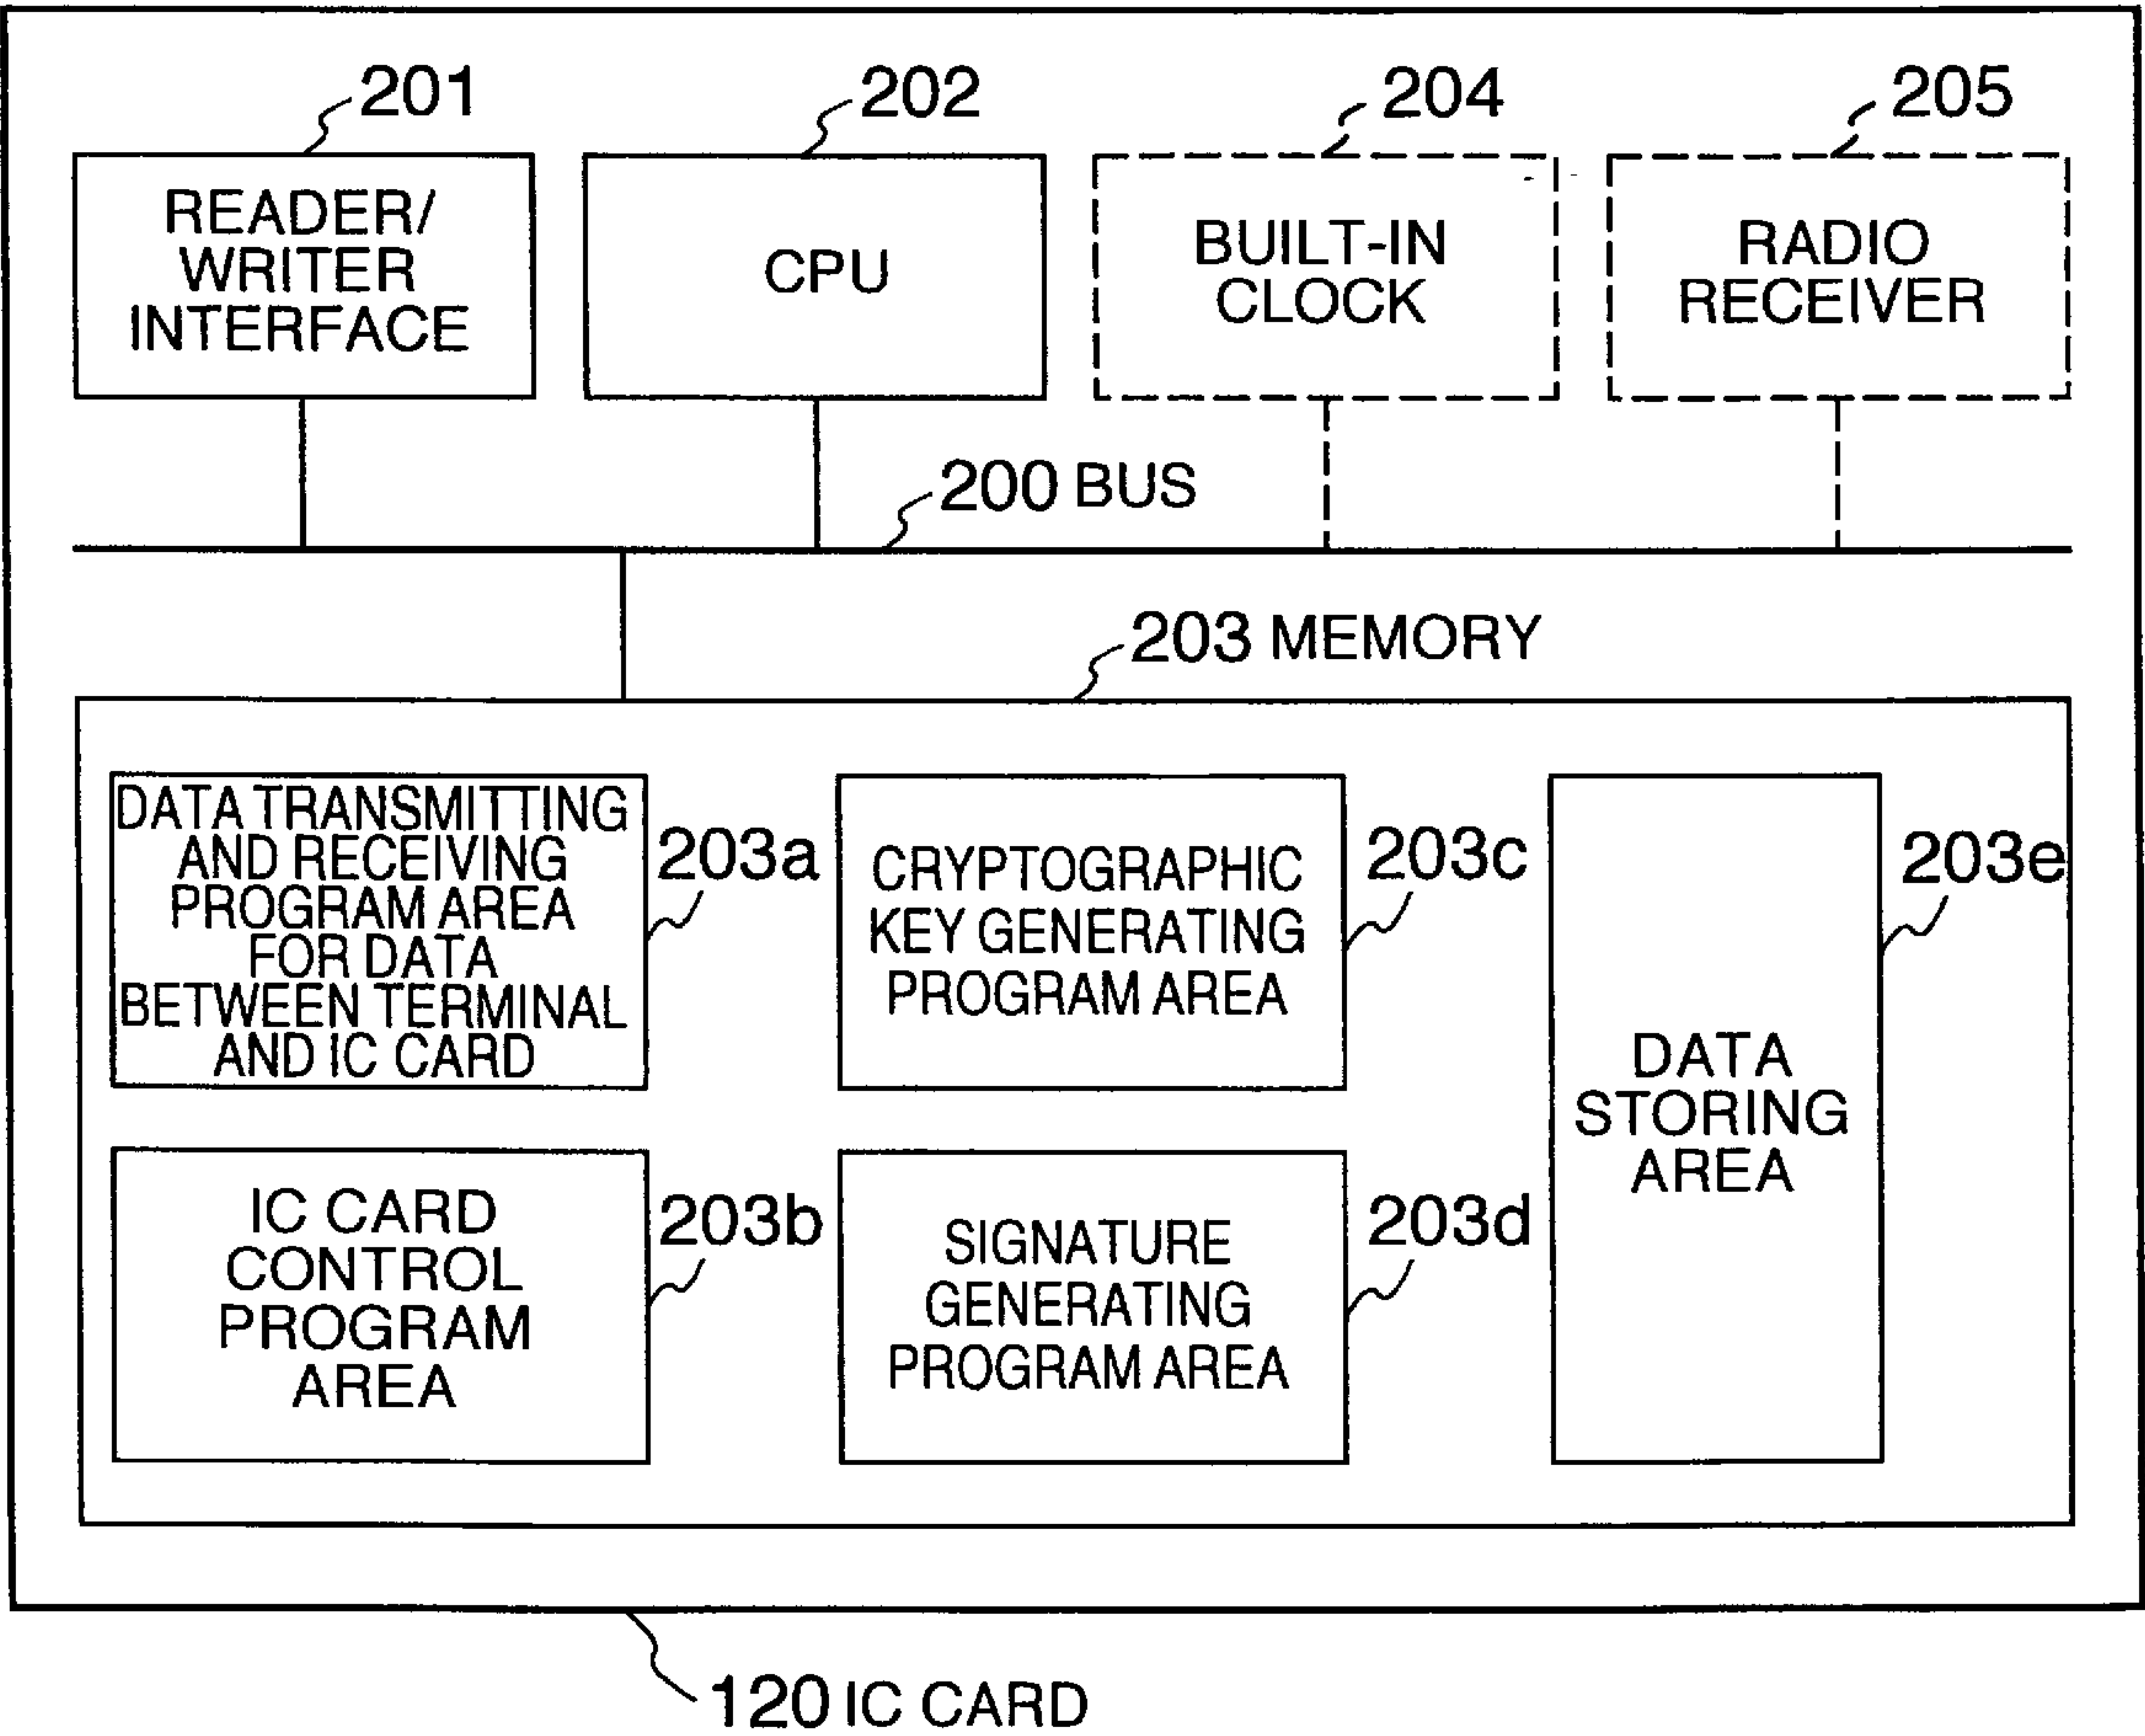 201
202
204
205
READER/
WRITER
INTERFACE
CPU
BUILT-IN
CLOCK
RADIO
RECEIVER
200 BUS
203 MEMORY
DATA TRANSMITTING
AND RECEIVING
PROGRAM AREA
FOR DATA
BETWEEN TERMINAL
AND IC CARD
203a
CRYPTOGRAPHIC
KEY GENERATING
PROGRAM AREA
203c
DATA
STORING
AREA
203e
IC CARD
CONTROL
PROGRAM
AREA
203b
SIGNATURE
GENERATING
PROGRAM AREA
203d
120 IC CARD